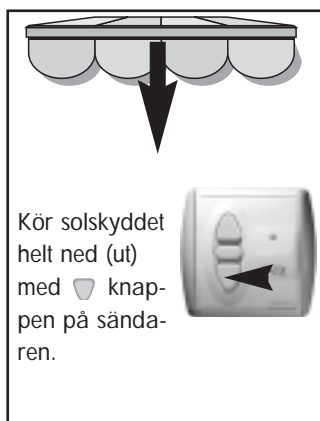 Kör solskyddet
helt ned (ut)
med knap-
pen på sända-
ren.